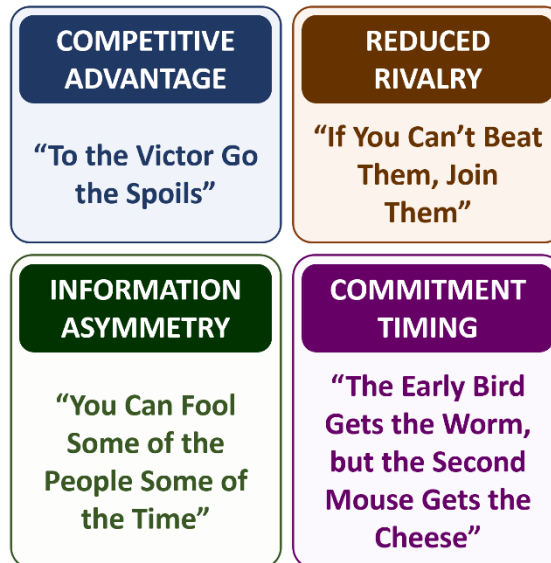 COMPETITIVE
ADVANTAGE
“To the Victor Go
the Spoils”
REDUCED
RIVALRY
“If You Can’t Beat
Them, Join
Them”
INFORMATION
ASYMMETRY
“You Can Fool
Some of the
People Some of
the Time”
COMMITMENT
TIMING
“The Early Bird
Gets the Worm,
but the Second
Mouse Gets the
Cheese”